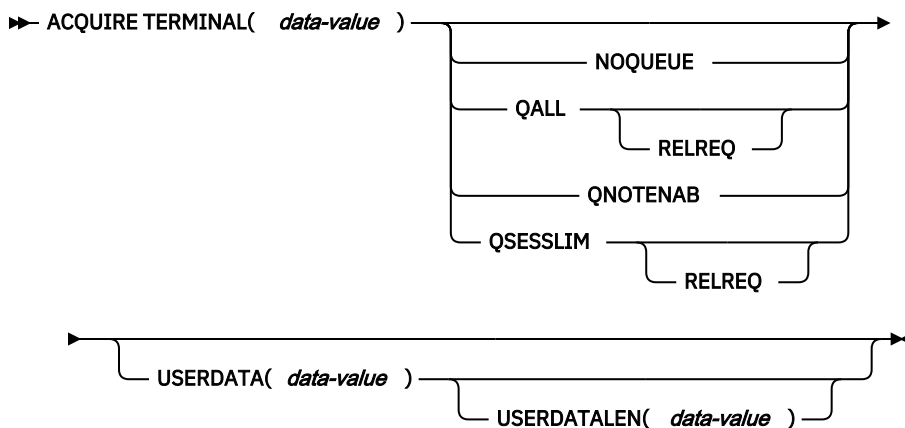 ACQUIRE TERMINAL( data-value )
NOQUEUE
QALL
RELREQ
QNOTENAB
QSESSLIM
RELREQ
USERDATA( data-value )
USERDATALEN( data-value )